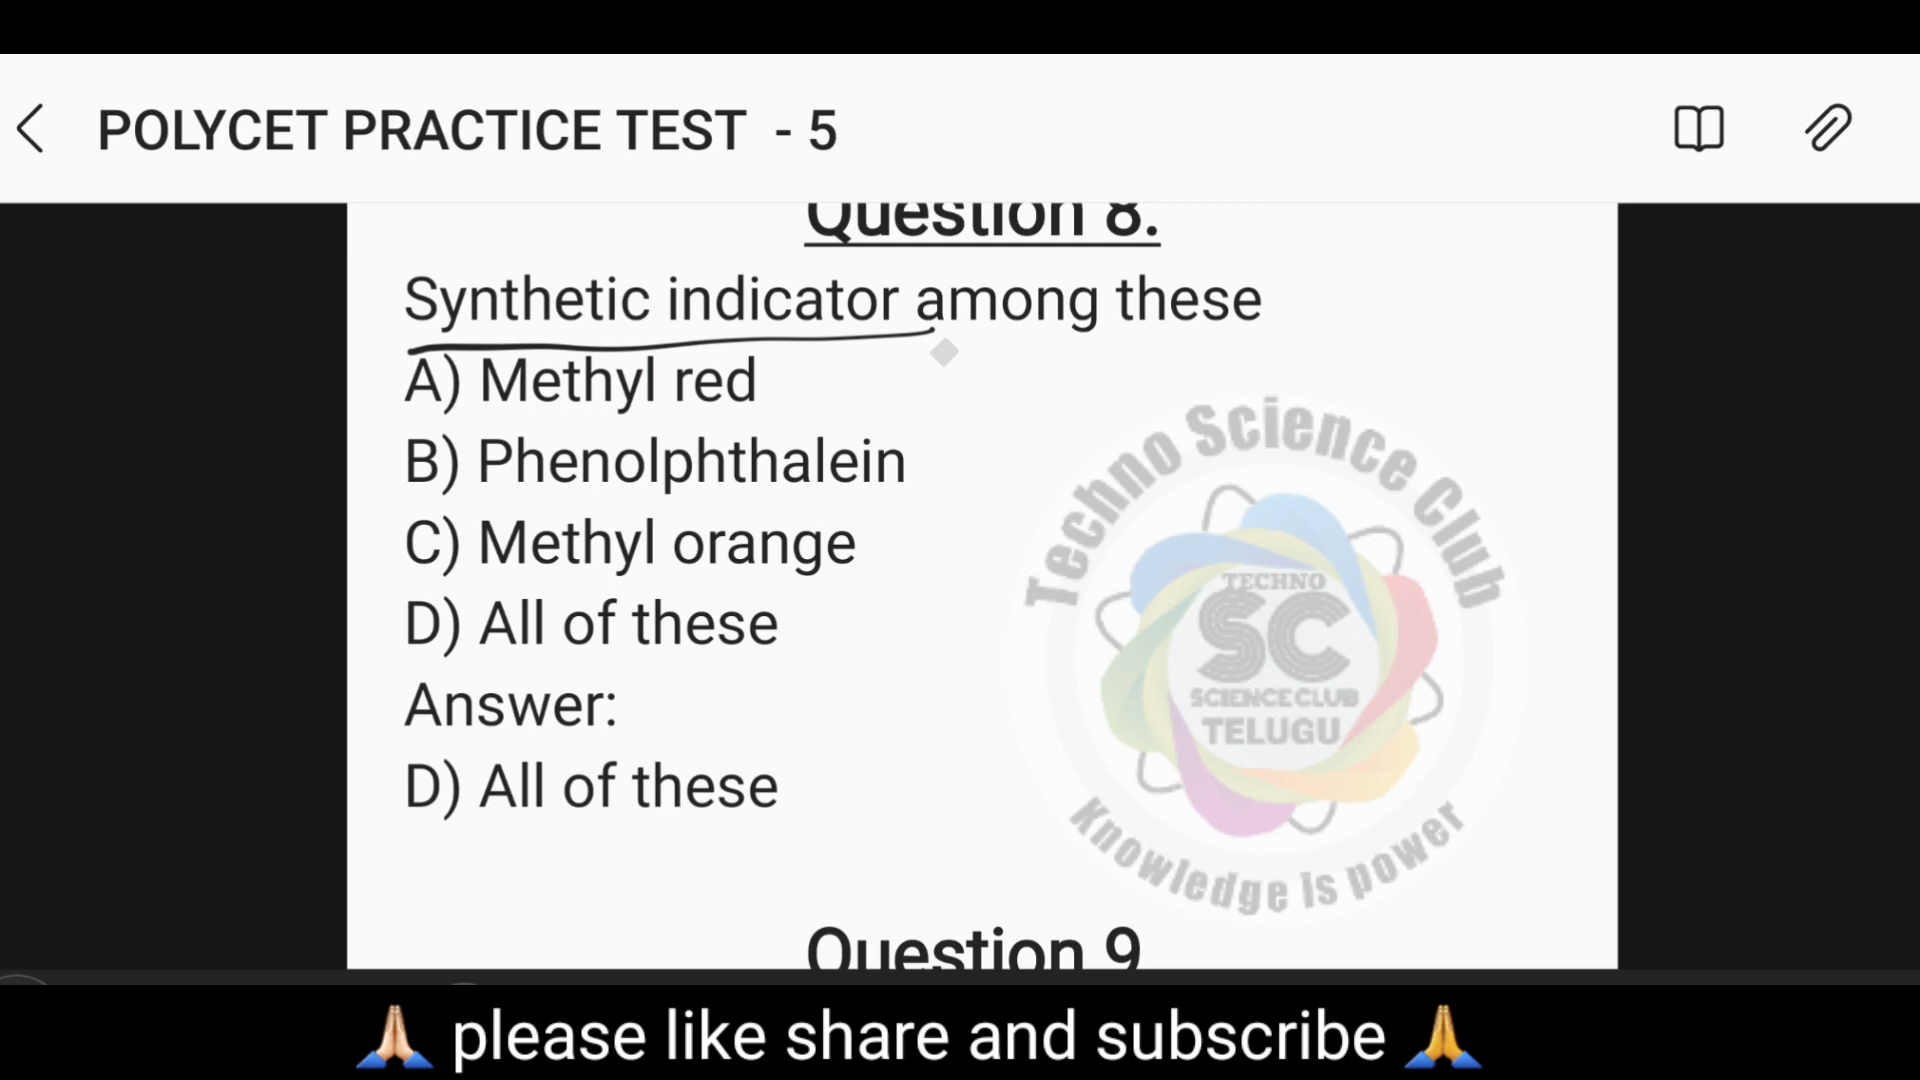 POLYCET PRACTICE TEST - 5
Question 8.
Synthetic indicator among these
A) Methyl red
B) Phenolphthalein
C) Methyl orange
D) All of these
Answer:
D) All of these
Techno Science Club
TECHNO
SC
SCIENCE CLUB
TELUGU
Knowledge is power
Question 9
🙏🏻 please like share and subscribe 🙏